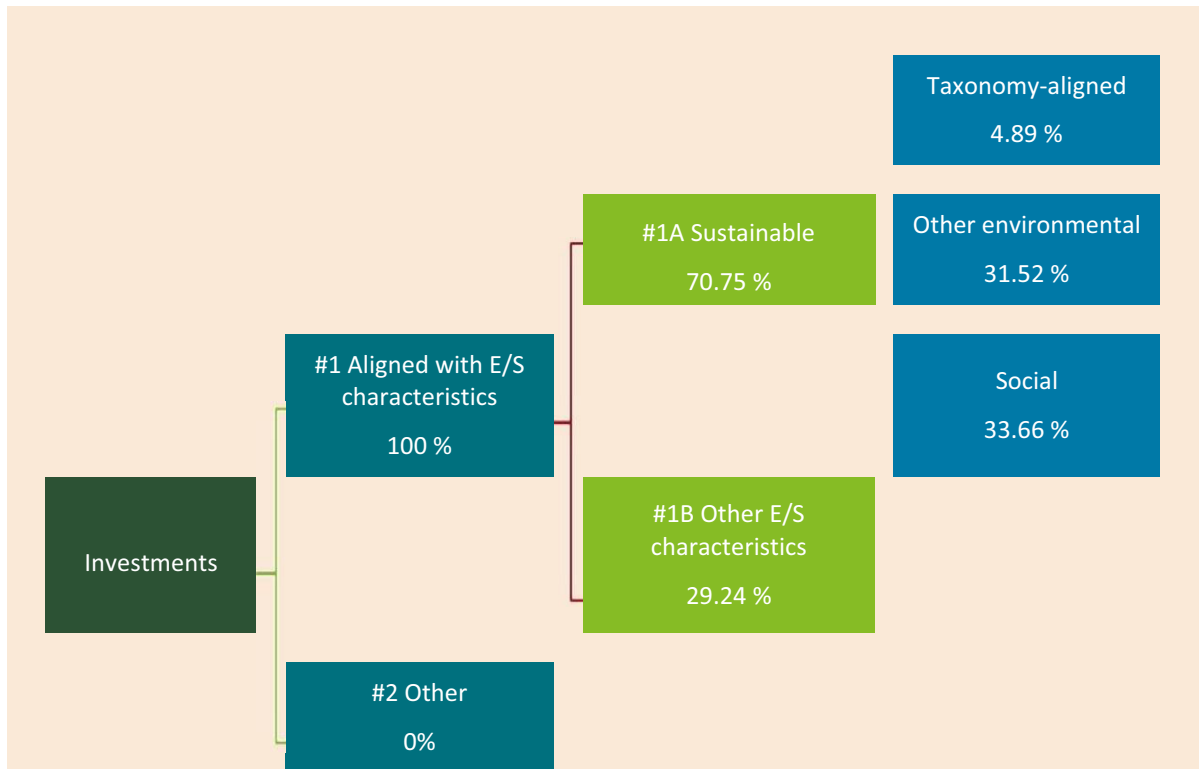 Investments
#1 Aligned with E/S
characteristics
100 %
#2 Other
0%
#1A Sustainable
70.75 %
#1B Other E/S
characteristics
29.24 %
Taxonomy-aligned
4.89 %
Other environmental
31.52 %
Social
33.66 %